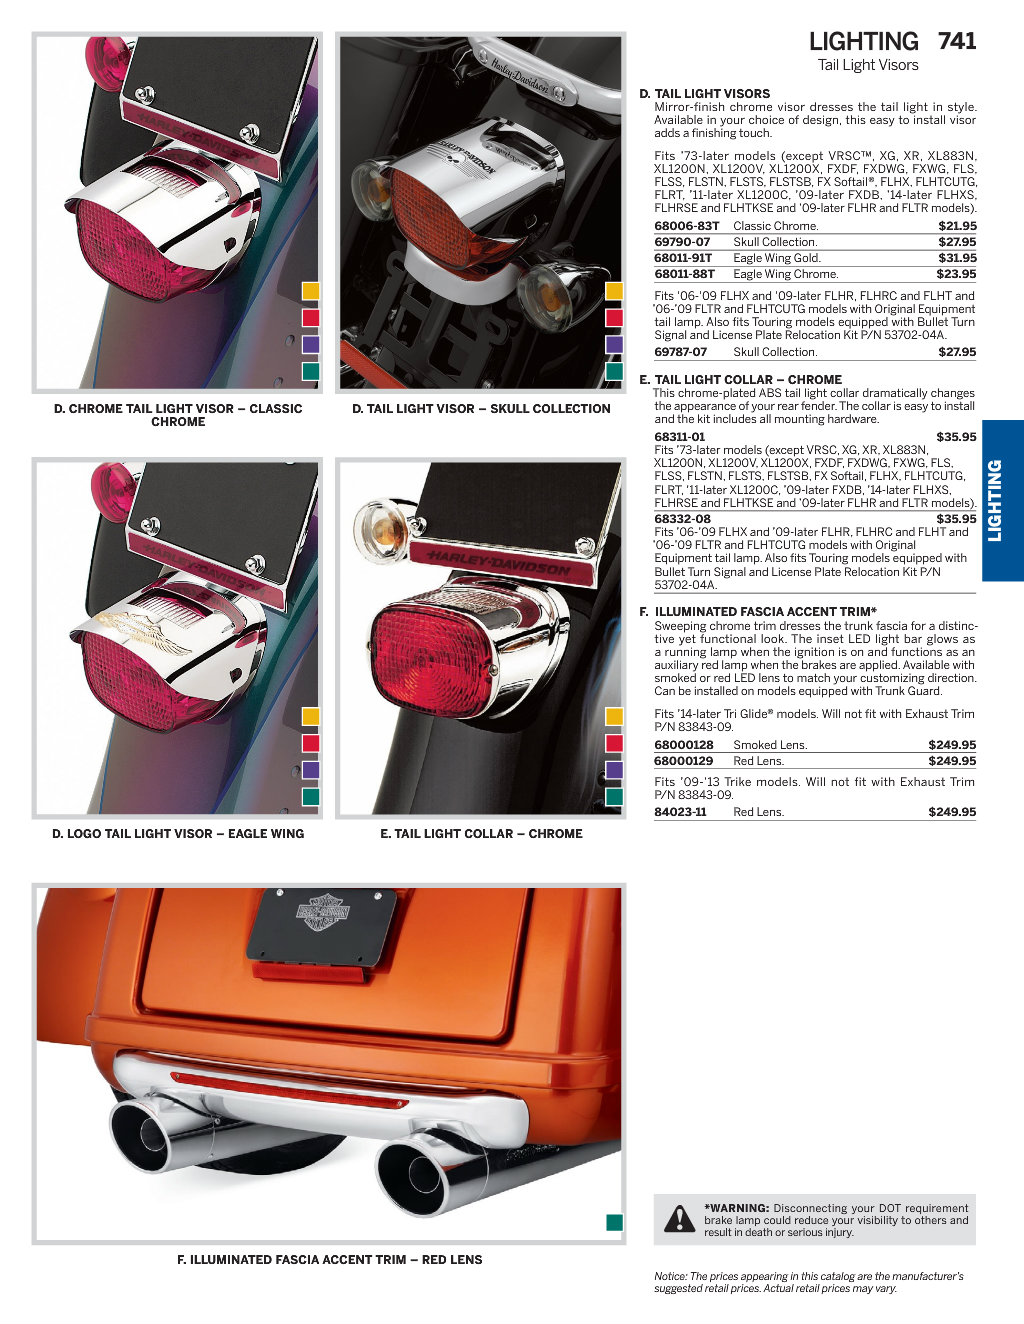 LIGHTING 741
Tail Light Visors
D. TAIL LIGHT VISORS
Mirror-finish chrome visor dresses the tail light in style.
Available in your choice of design, this easy to install visor
adds a finishing touch.
Fits ’73-later models (except VRSC™, XG, XR, XL883N,
XL1200N, XL1200V, XL1200X, FXDF, FXDWG, FXWG, FLS,
FLSS, FLSTN, FLSTS, FLSTSB, FX Softail®, FLHX, FLHTCUTG,
FLRT, ’11-later XL1200C, ’09-later FXDB, ’14-later FLHXS,
FLHRSE and FLHTKSE and ’09-later FLHR and FLTR models).
68006-83T Classic Chrome. $21.95
69790-07 Skull Collection. $27.95
68011-91T Eagle Wing Gold. $31.95
68011-88T Eagle Wing Chrome. $23.95
Fits ’06-’09 FLHX and ’09-later FLHR, FLHRC and FLHT and
’06-’09 FLTR and FLHTCUTG models with Original Equipment
tail lamp. Also fits Touring models equipped with Bullet Turn
Signal and License Plate Relocation Kit P/N 53702-04A.
69787-07 Skull Collection. $27.95
E. TAIL LIGHT COLLAR – CHROME
This chrome-plated ABS tail light collar dramatically changes
the appearance of your rear fender. The collar is easy to install
and the kit includes all mounting hardware.
68311-01 $35.95
Fits ’73-later models (except VRSC, XG, XR, XL883N,
XL1200N, XL1200V, XL1200X, FXDF, FXDWG, FXWG, FLS,
FLSS, FLSTN, FLSTS, FLSTSB, FX Softail, FLHX, FLHTCUTG,
FLRT, ’11-later XL1200C, ’09-later FXDB, ’14-later FLHXS,
FLHRSE and FLHTKSE and ’09-later FLHR and FLTR models).
68332-08 $35.95
Fits ’06-’09 FLHX and ’09-later FLHR, FLHRC and FLHT and
’06-’09 FLTR and FLHTCUTG models with Original
Equipment tail lamp. Also fits Touring models equipped with
Bullet Turn Signal and License Plate Relocation Kit P/N
53702-04A.
F. ILLUMINATED FASCIA ACCENT TRIM*
Sweeping chrome trim dresses the trunk fascia for a distinc-
tive yet functional look. The inset LED light bar glows as
a running lamp when the ignition is on and functions as an
auxiliary red lamp when the brakes are applied. Available with
smoked or red LED lens to match your customizing direction.
Can be installed on models equipped with Trunk Guard.
Fits ’14-later Tri Glide® models. Will not fit with Exhaust Trim
P/N 83843-09.
68000128 Smoked Lens. $249.95
68000129 Red Lens. $249.95
Fits ’09-’13 Trike models. Will not fit with Exhaust Trim
P/N 83843-09.
84023-11 Red Lens. $249.95
LIGHTING
HARLEY-DAVIDSON
D. CHROME TAIL LIGHT VISOR – CLASSIC
CHROME
Harley-Davidson
HARLEY-DAVIDSON
D. TAIL LIGHT VISOR – SKULL COLLECTION
HARLEY-DAVIDSON
D. LOGO TAIL LIGHT VISOR – EAGLE WING
HARLEY-DAVIDSON
E. TAIL LIGHT COLLAR – CHROME
F. ILLUMINATED FASCIA ACCENT TRIM – RED LENS
*WARNING: Disconnecting your DOT requirement
brake lamp could reduce your visibility to others and
result in death or serious injury.
Notice: The prices appearing in this catalog are the manufacturer’s
suggested retail prices. Actual retail prices may vary.